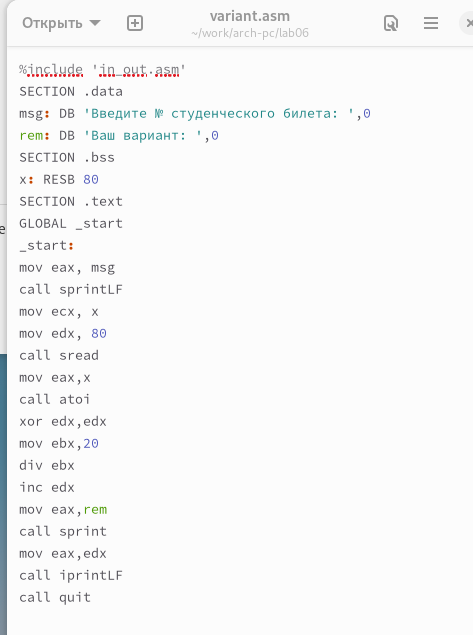 Открыть
variant.asm
~/work/arch-pc/lab06
%include 'in_out.asm'
SECTION .data
msg: DB 'Введите № студенческого билета: ',0
rem: DB 'Ваш вариант: ',0
SECTION .bss
x: RESB 80
SECTION .text
GLOBAL _start
_start:
mov eax, msg
call sprintLF
mov ecx, x
mov edx, 80
call sread
mov eax,x
call atoi
xor edx,edx
mov ebx,20
div ebx
inc edx
mov eax,rem
call sprint
mov eax,edx
call iprintLF
call quit